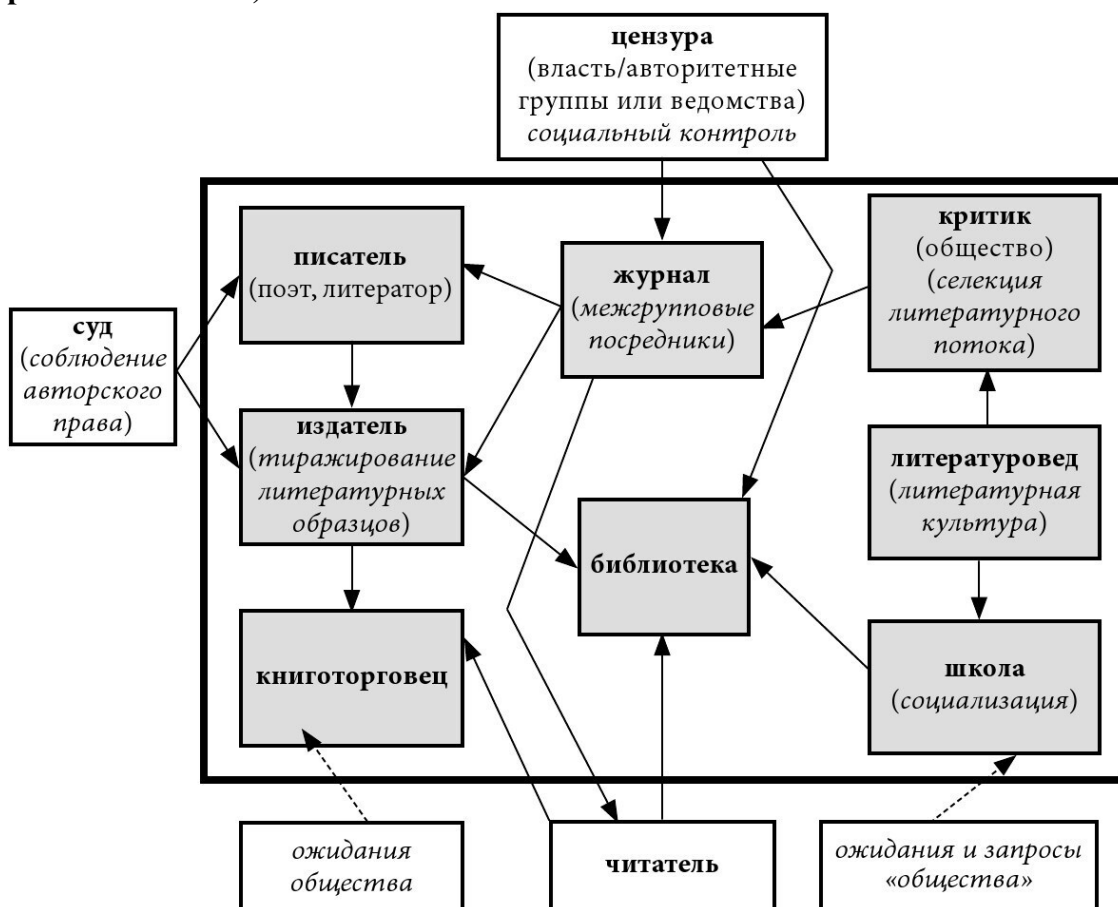 цензура
(власть/авторитетные
группы или ведомства)
социальный контроль
писатель
(поэт, литератор)
журнал
(межгрупповые
посредники)
критик
(общество)
(селекция
литературного
потока)
суд
(соблюдение
авторского
права)
издатель
(тиражирование
литературных
образцов)
литературовед
(литературная
культура)
библиотека
книготорговец
школа
(социализация)
ожидания
общества
читатель
ожидания и запросы
«общества»